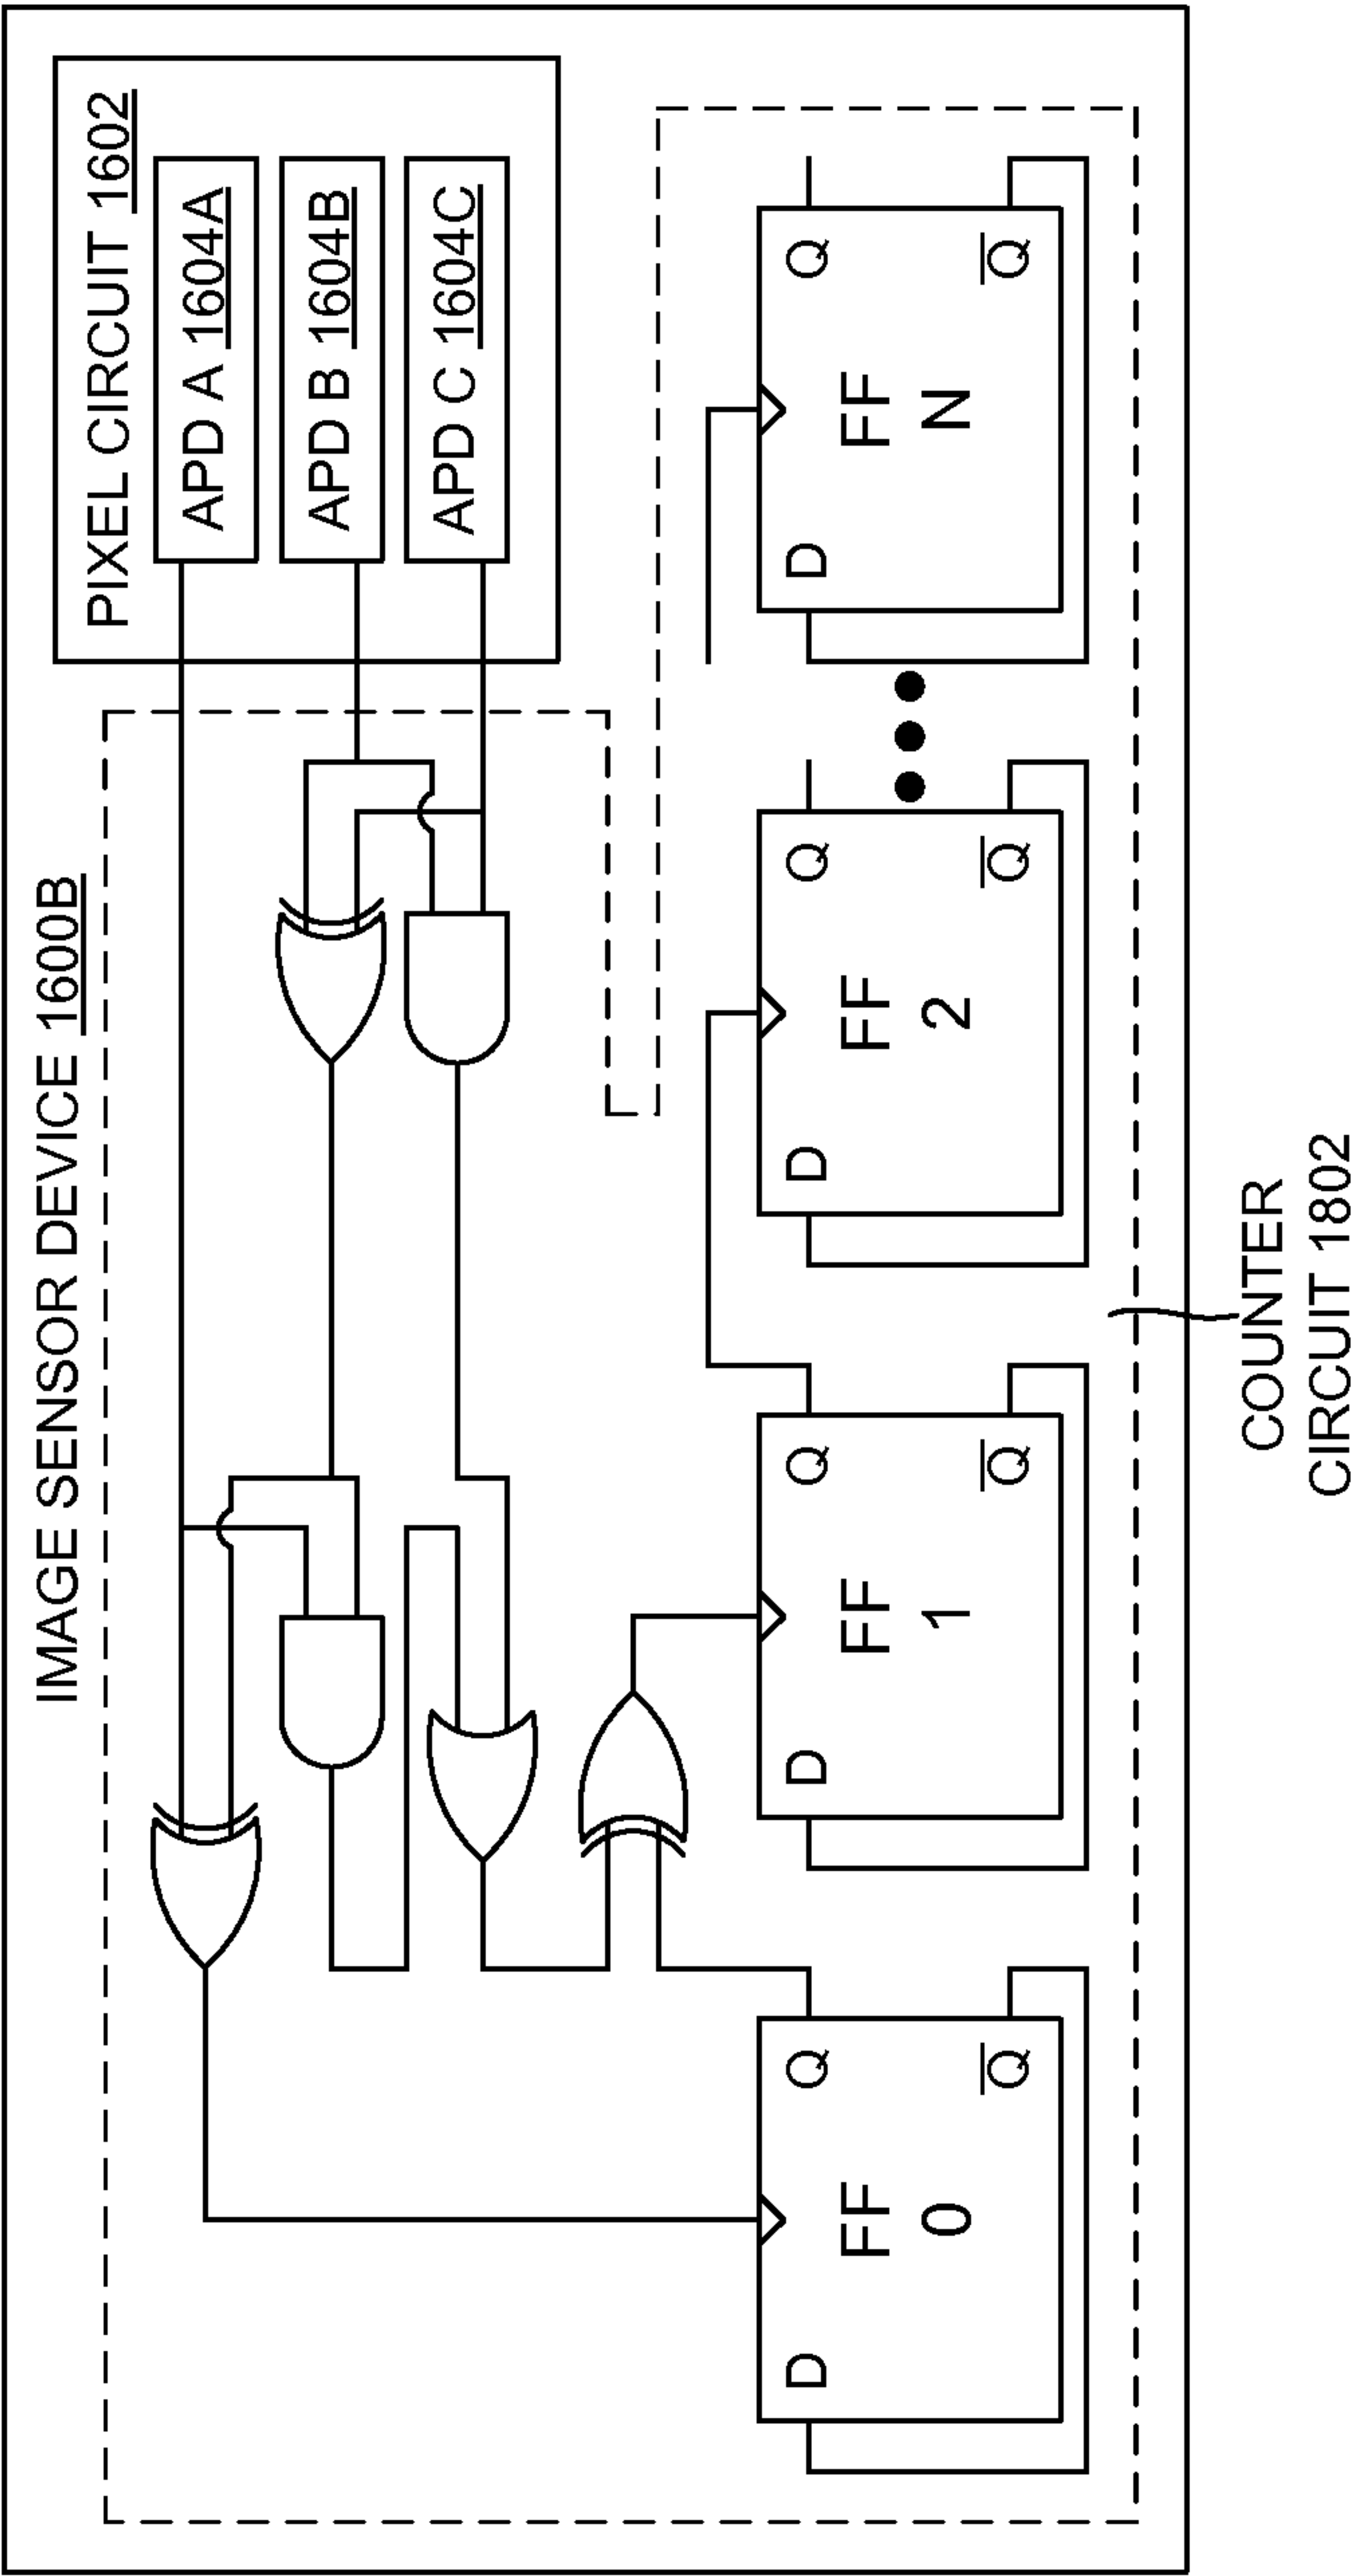 IMAGE SENSOR DEVICE 1600B
PIXEL CIRCUIT 1602
APD A 1604A
APD B 1604B
APD C 1604C
D
Q
FF
0
Q
D
Q
FF
1
Q
D
Q
FF
2
Q
D
Q
FF
N
Q
COUNTER
CIRCUIT 1802